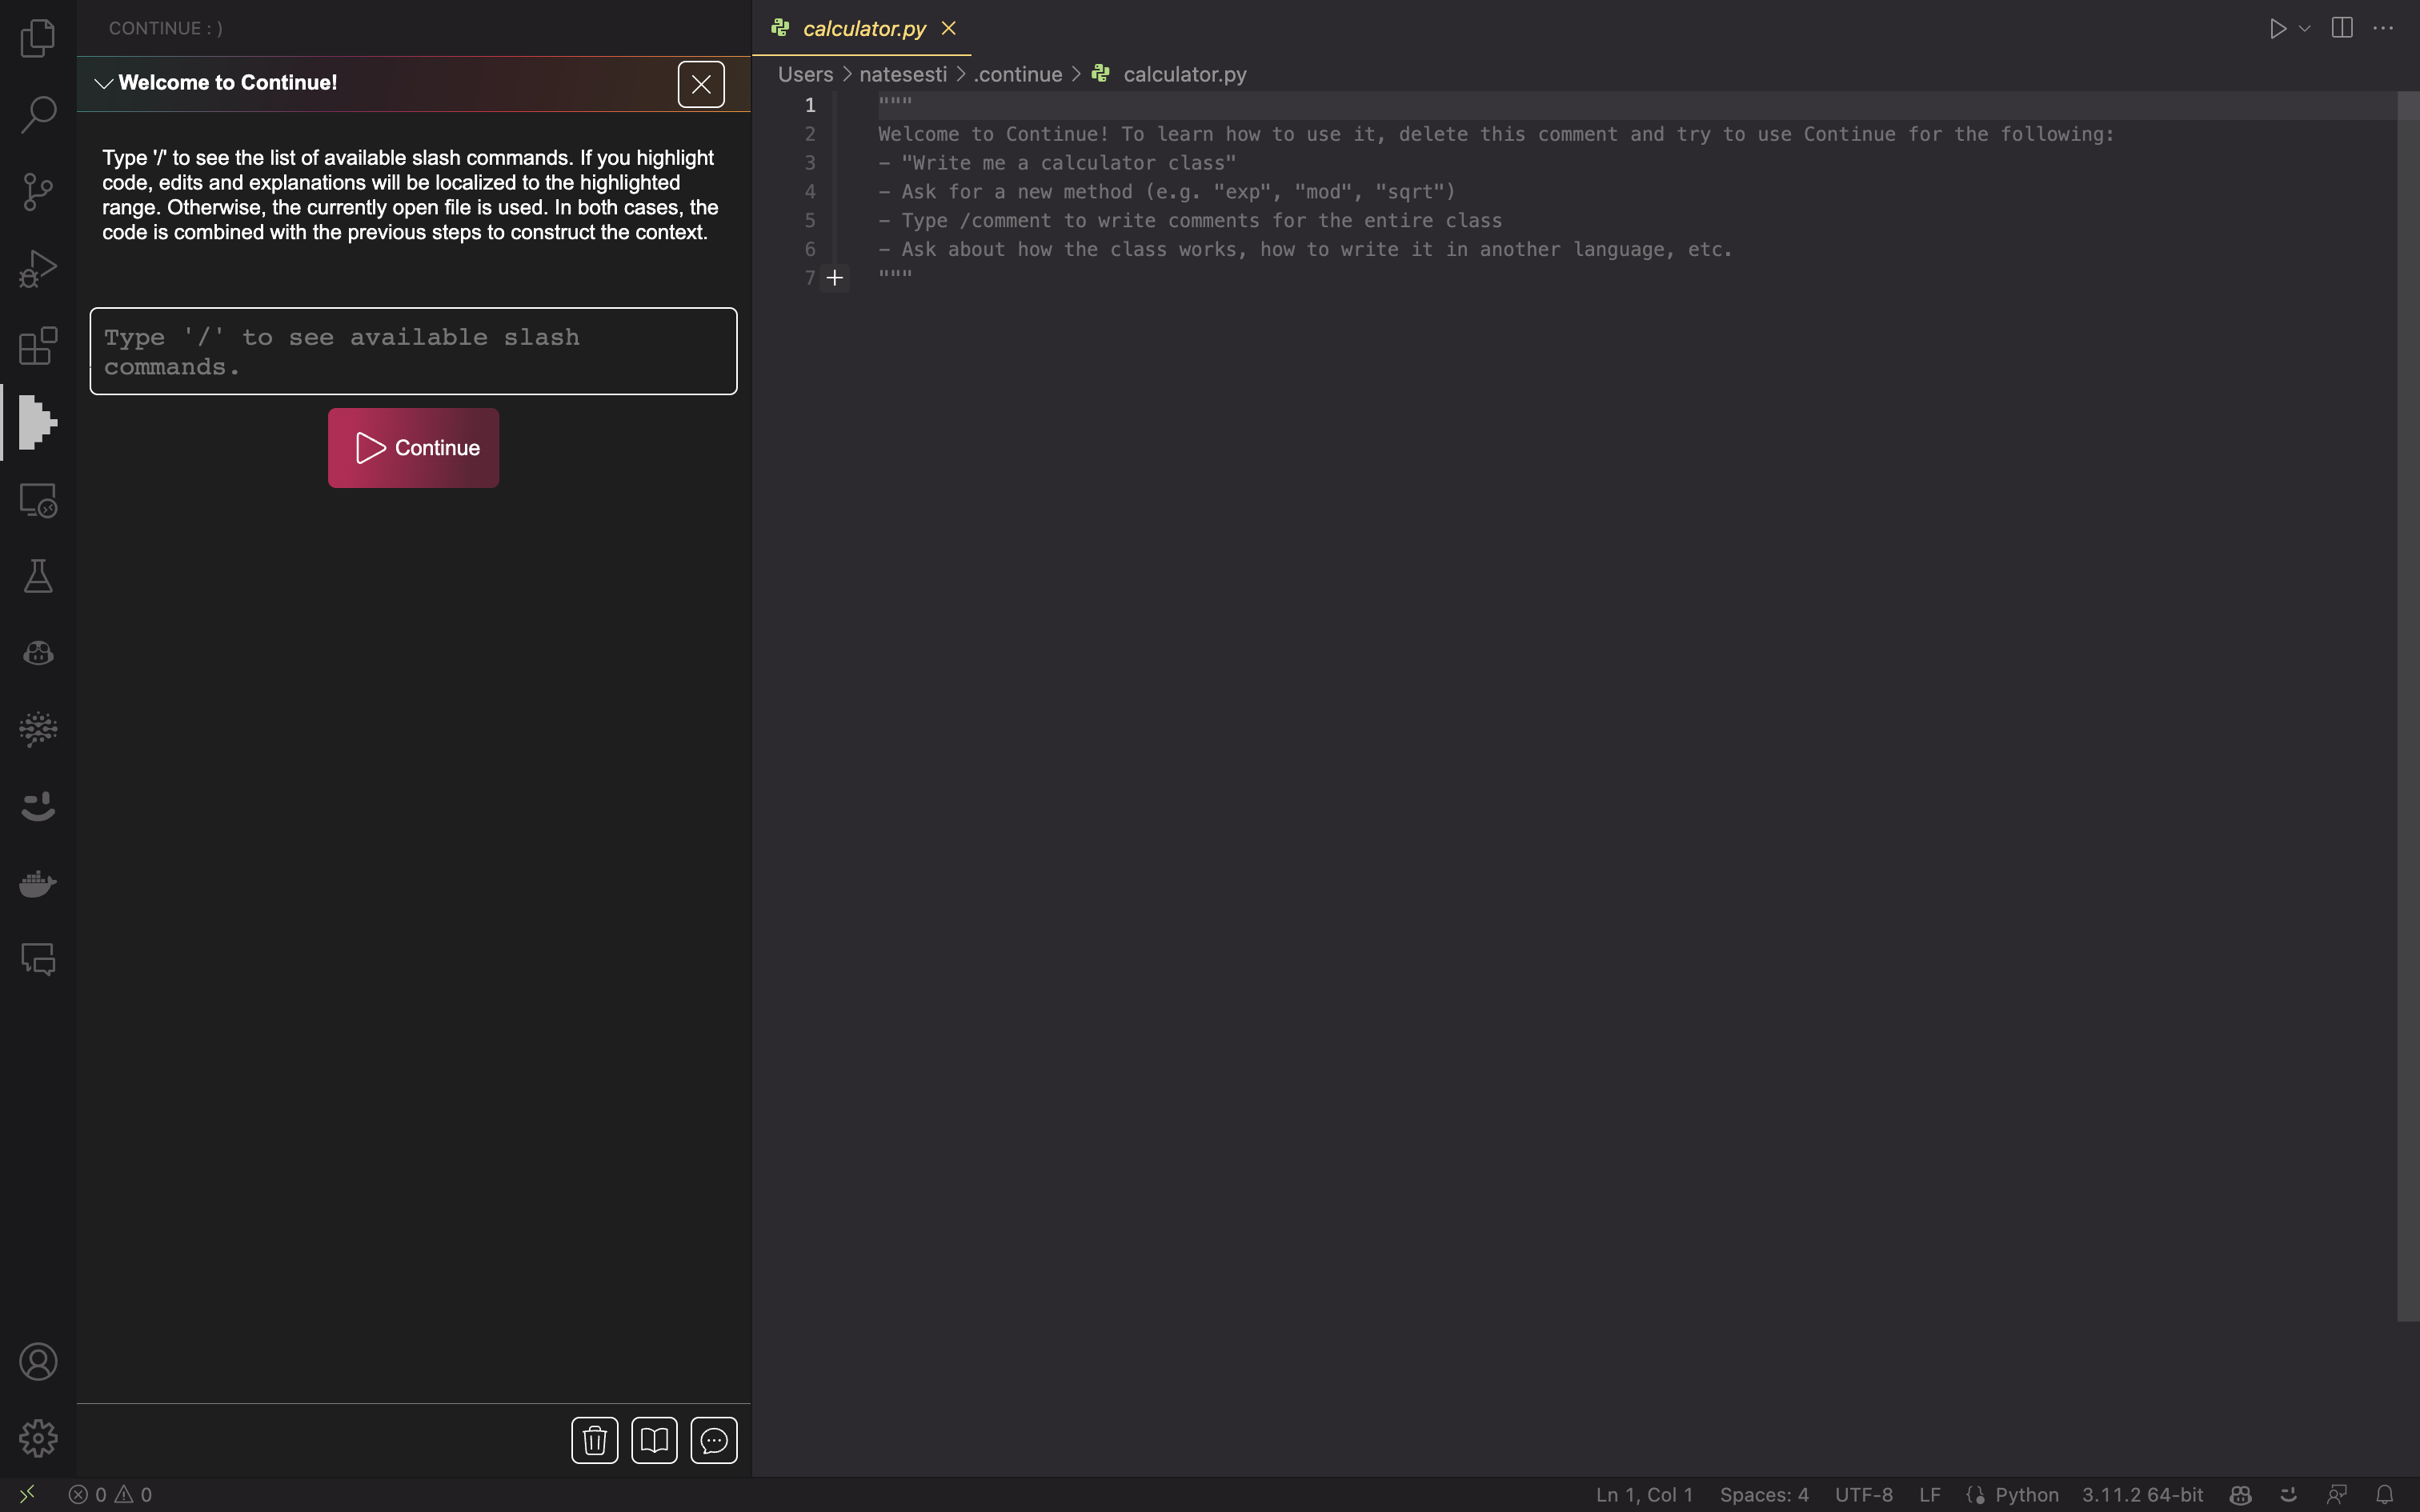 CONTINUE : )
Welcome to Continue!
Type '/' to see the list of available slash commands. If you highlight
code, edits and explanations will be localized to the highlighted
range. Otherwise, the currently open file is used. In both cases, the
code is combined with the previous steps to construct the context.
Type '/' to see available slash
commands.
Continue
calculator.py
Users > natesesti > .continue > calculator.py
1 """
2 Welcome to Continue! To learn how to use it, delete this comment and try to use Continue for the following:
3 - "Write me a calculator class"
4 - Ask for a new method (e.g. "exp", "mod", "sqrt")
5 - Type /comment to write comments for the entire class
6 - Ask about how the class works, how to write it in another language, etc.
7 """
0 0
Ln 1, Col 1 Spaces: 4 UTF-8 LF Python 3.11.2 64-bit